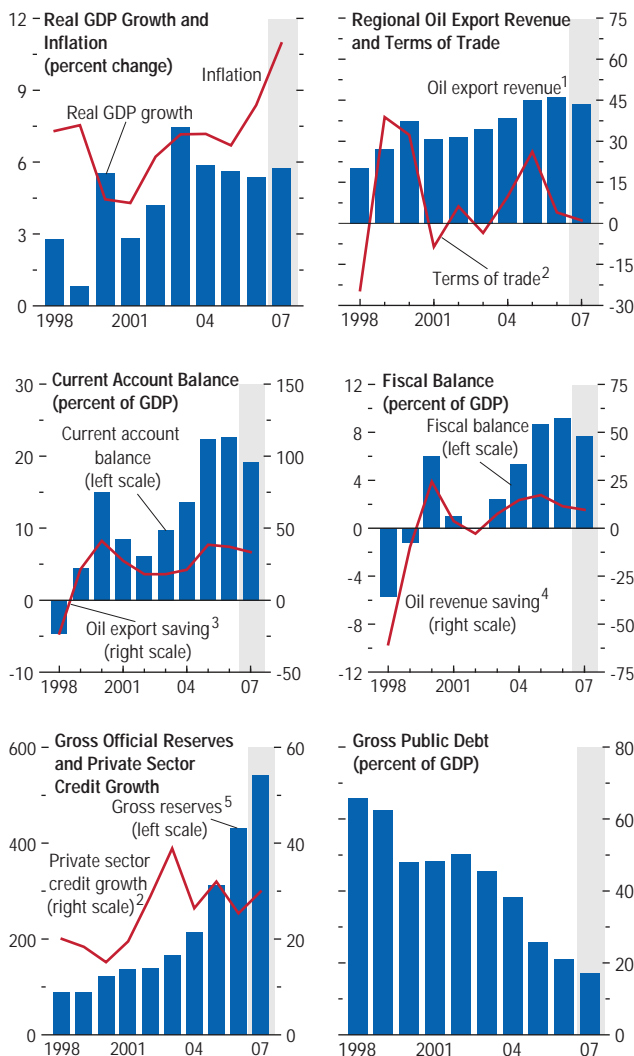 Real GDP Growth and
Inflation
(percent change)
15
12
9
6
3
0
Inflation
Real GDP growth
1998 2001 04 07
Regional Oil Export Revenue
and Terms of Trade
75
60
45
30
15
0
-15
-30
Oil export revenue1
Terms of trade2
1998 2001 04 07
Current Account Balance
(percent of GDP)
30
20
10
0
-10
150
100
50
0
-50
Current account
balance
(left scale)
Oil export saving3
(right scale)
1998 2001 07
Fiscal Balance
(percent of GDP)
12
8
4
0
-4
-8
-12
75
50
25
0
-25
-50
-75
Fiscal balance
(left scale)
Oil revenue saving4
(right scale)
1998 2001 04 07
Gross Official Reserves
and Private Sector
Credit Growth
600
400
200
0
60
40
20
0
Gross reserves5
(left scale)
Private sector
credit growth
(right scale)2
1998 2001 04 07
Gross Public Debt
(percent of GDP)
80
60
40
20
0
1998 2001 04 07